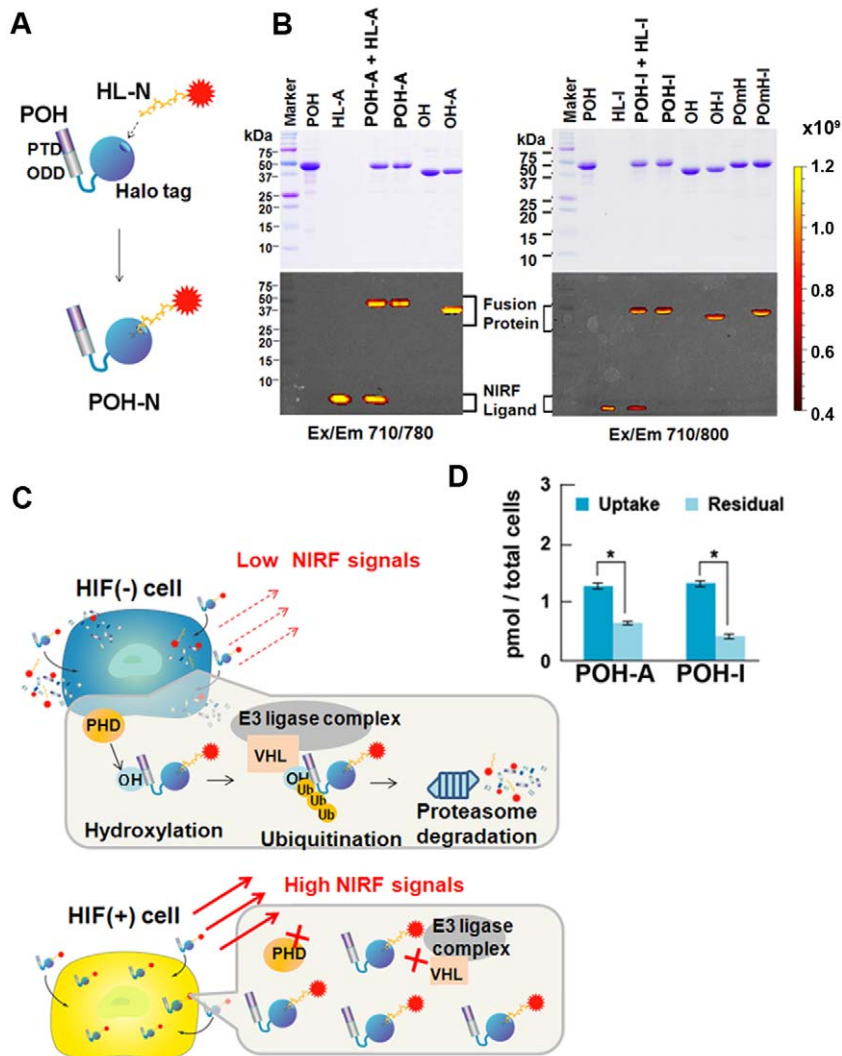 A
HL-N
POH
PTD
ODD
Halo tag
POH-N
B
Marker
POH
HL-A
POH-A + HL-A
POH-A
OH
OH-A
kDa
75
50
37
25
20
15
10
75
50
37
25
20
15
10
Ex/Em 710/780
Fusion
Protein
NIRF
Ligand
Maker
POH
HL-I
POH-I + HL-I
POH-I
OH
OH-I
POmH
POmH-I
kDa
75
50
37
25
20
15
10
Ex/Em 710/800
x10⁹
1.2
1.0
0.8
0.6
0.4
C
Low NIRF signals
HIF(-) cell
PHD
OH
Hydroxylation
E3 ligase complex
VHL
OH
Ub
Ub
Ub
Ubiquitination
Proteasome
degradation
High NIRF signals
HIF(+) cell
PHD
E3 ligase
complex
VHL
D
pmol / total cells
3
2
1
0
Uptake
Residual
*
*
POH-A
POH-I